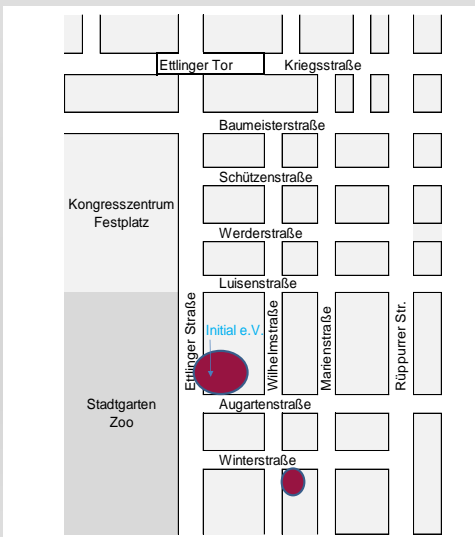 Ettlinger Tor
Kriegsstraße
Baumeisterstraße
Schützenstraße
Kongresszentrum
Festplatz
Werderstraße
Luisenstraße
Ettlinger Straße
Initial e.V.
Wilhelmstraße
Marienstraße
Rüppurrer Str.
Stadtgarten
Zoo
Augartenstraße
Winterstraße